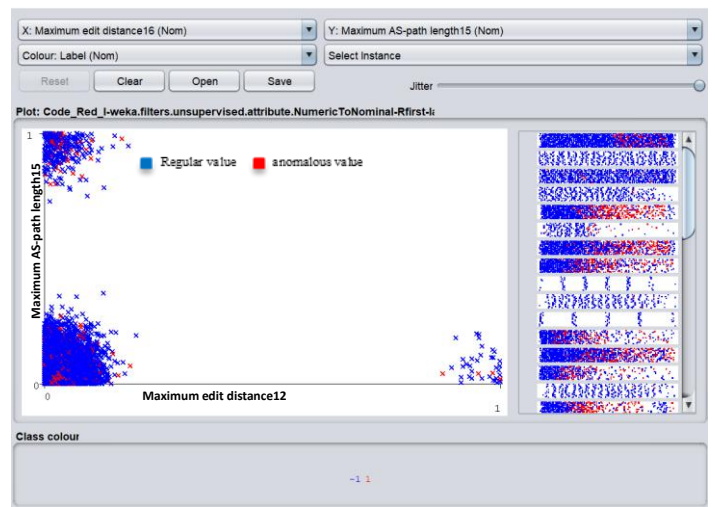 X: Maximum edit distance16 (Nom)
Y: Maximum AS-path length15 (Nom)
Colour: Label (Nom)
Select Instance
Reset
Clear
Open
Save
Jitter
Plot: Code_Red_I-weka.filters.unsupervised.attribute.NumericToNominal-Rfirst-la
1
Regular value
anomalous value
Maximum AS-path length15
0
0
Maximum edit distance12
1
Class colour
-1 1